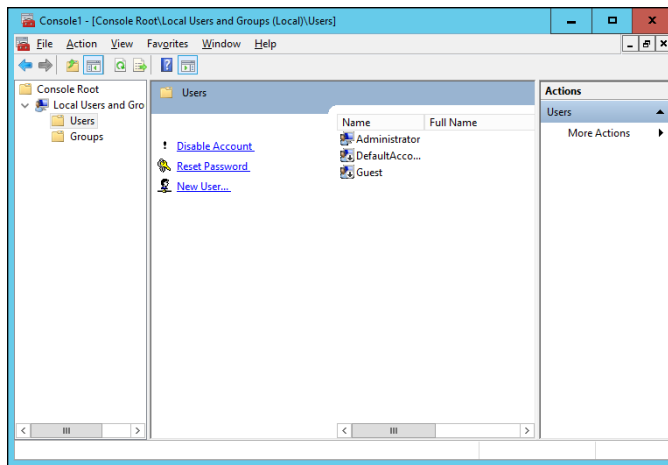 Console1 - [Console Root\Local Users and Groups (Local)\Users]
File Action View Favorites Window Help
Console Root
Local Users and Gro
Users
Groups
Users
Disable Account
Reset Password
New User...
Name Full Name
Administrator
DefaultAcco...
Guest
Actions
Users
More Actions